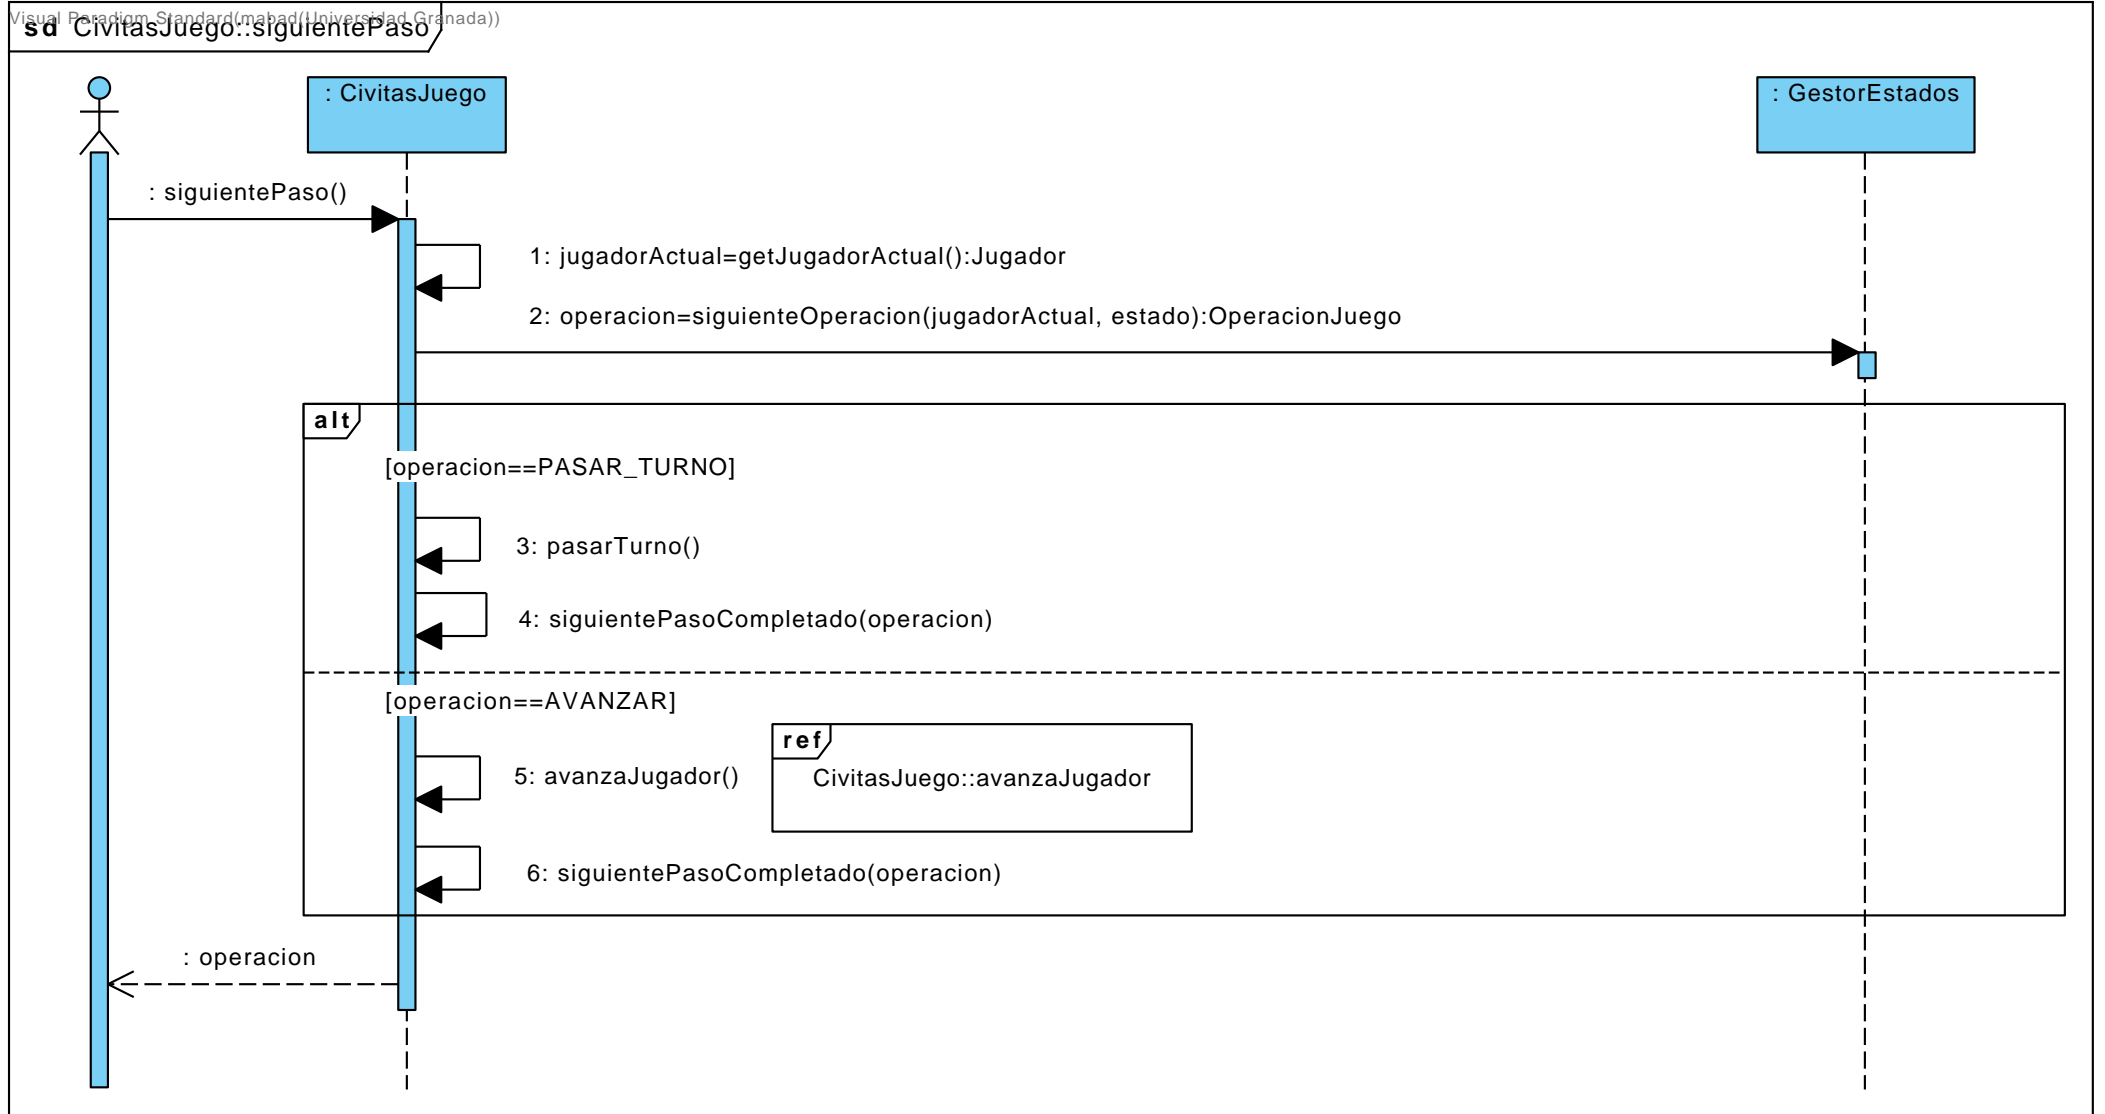 Visual Paradigm Standard(mabad(Universidad Granada))
sd CivitasJuego::siguientePaso
: CivitasJuego
: GestorEstados
: siguientePaso()
1: jugadorActual=getJugadorActual():Jugador
2: operacion=siguienteOperacion(jugadorActual, estado):OperacionJuego
alt
[operacion==PASAR_TURNO]
3: pasarTurno()
4: siguientePasoCompletado(operacion)
[operacion==AVANZAR]
ref
5: avanzaJugador()
CivitasJuego::avanzaJugador
6: siguientePasoCompletado(operacion)
: operacion